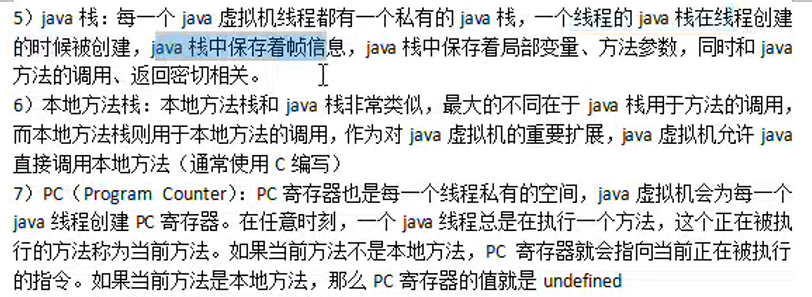 5）java 栈：每一个 java 虚拟机线程都有一个私有的 java 栈，一个线程的 java 栈在线程创建
的时候被创建，java 栈中保存着帧信息，java 栈中保存着局部变量、方法参数，同时和 java
方法的调用、返回密切相关。
6）本地方法栈：本地方法栈和 java 栈非常类似，最大的不同在于 java 栈用于方法的调用，
而本地方法栈则用于本地方法的调用，作为对 java 虚拟机的重要扩展，java 虚拟机允许 java
直接调用本地方法（通常使用 C 编写）
7）PC（Program Counter）：PC 寄存器也是每一个线程私有的空间，java 虚拟机会为每一个
java 线程创建 PC 寄存器。在任意时刻，一个 java 线程总是在执行一个方法，这个正在被执
行的方法称为当前方法。如果当前方法不是本地方法，PC 寄存器就会指向当前正在被执行
的指令。如果当前方法是本地方法，那么 PC 寄存器的值就是 undefined